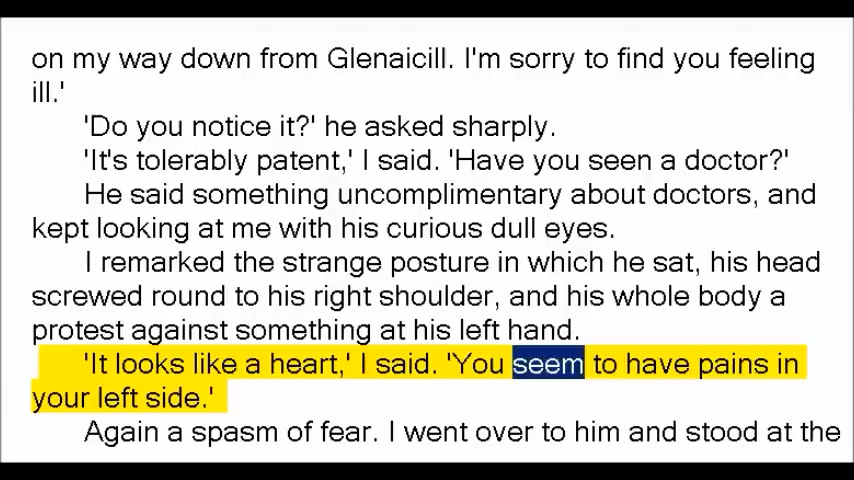 on my way down from Glenaicill. I'm sorry to find you feeling
ill.'
'Do you notice it?' he asked sharply.
'It's tolerably patent,' I said. 'Have you seen a doctor?'
He said something uncomplimentary about doctors, and
kept looking at me with his curious dull eyes.
I remarked the strange posture in which he sat, his head
screwed round to his right shoulder, and his whole body a
protest against something at his left hand.
'It looks like a heart,' I said. 'You seem to have pains in
your left side.'
Again a spasm of fear. I went over to him and stood at the